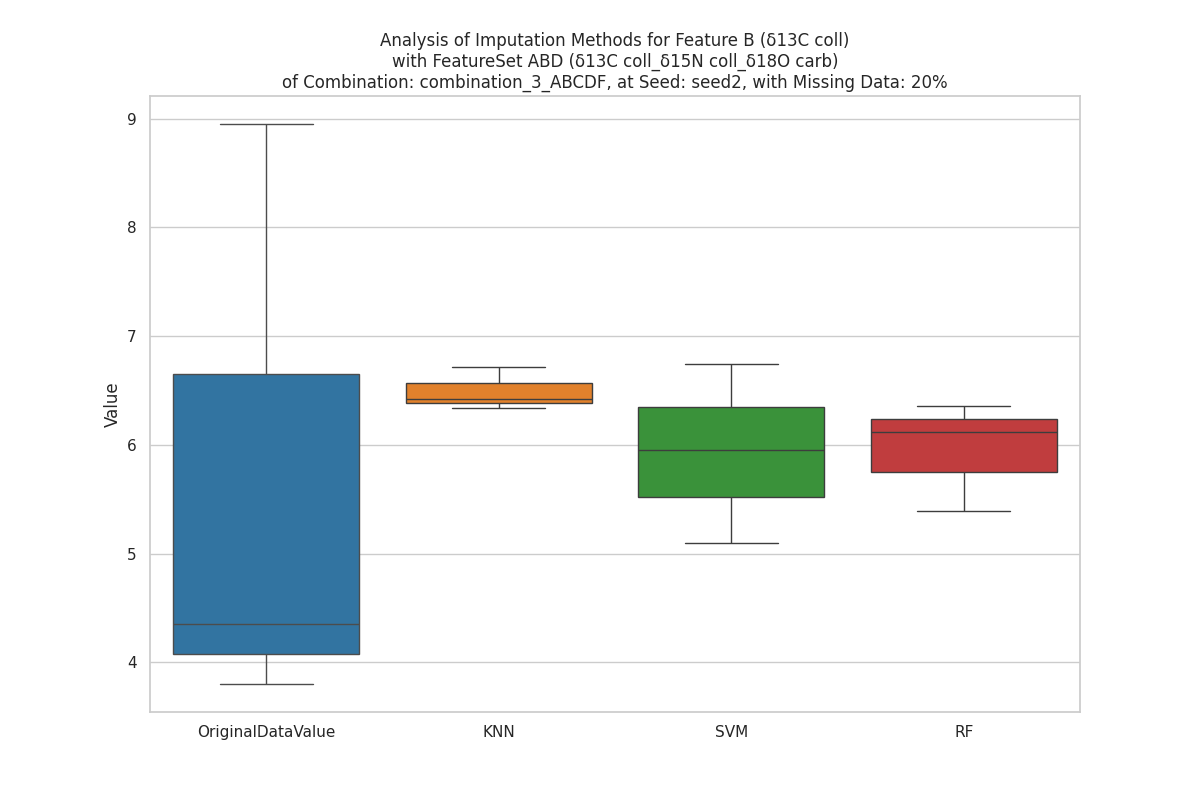 Analysis of Imputation Methods for Feature B (δ13C coll)
with FeatureSet ABD (δ13C coll_δ15N coll_δ18O carb)
of Combination: combination_3_ABCDF, at Seed: seed2, with Missing Data: 20%
9
8
7
6
5
4
Value
OriginalDataValue
KNN
SVM
RF